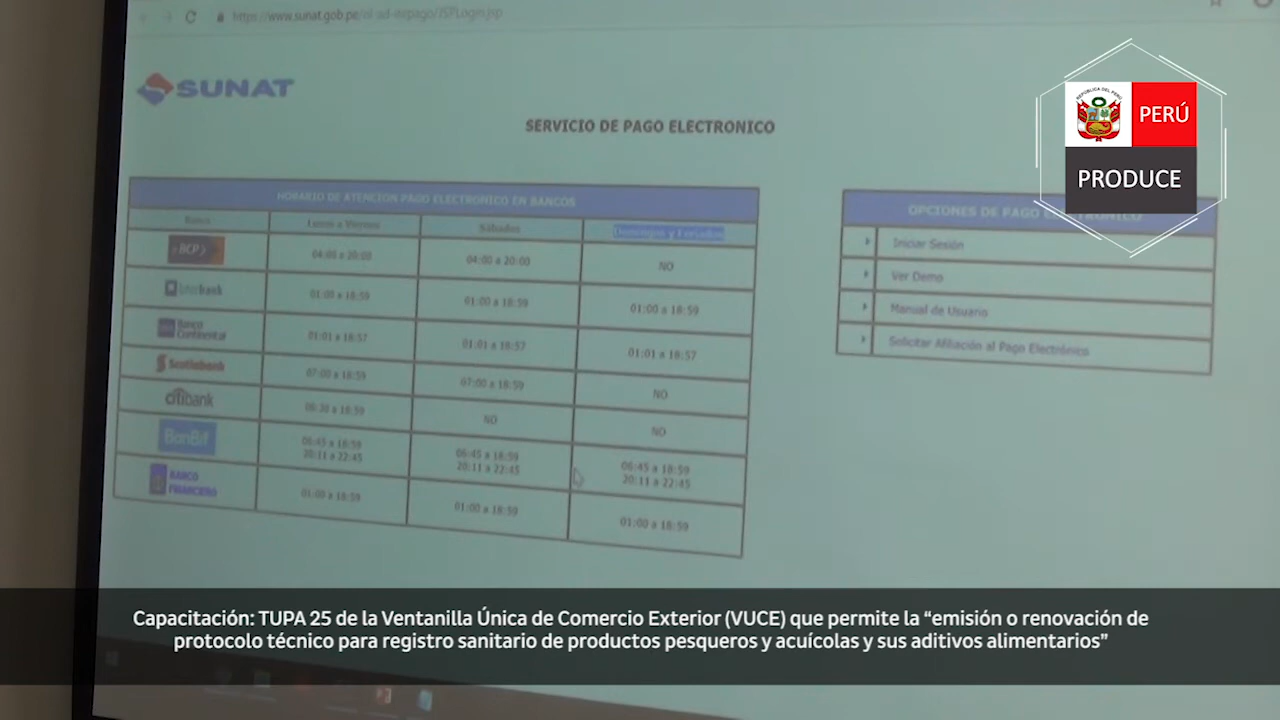 https://www.sunat.gob.pe/
SUNAT
SERVICIO DE PAGO ELECTRONICO
REPÚBLICA DEL PERÚ
PERÚ
PRODUCE
HORARIO DE ATENCION PAGO ELECTRONICO EN BANCOS
Banco Lunes a Viernes Sábados Domingos y Feriados
BCP 04:00 a 20:00 04:00 a 20:00 NO
Interbank 01:00 a 18:59 01:00 a 18:59 01:00 a 18:59
Banco Continental 01:01 a 18:57 01:01 a 18:57 01:01 a 18:57
Scotiabank 07:00 a 18:59 07:00 a 18:59 NO
citibank 08:30 a 18:59 NO NO
BanBif 06:45 a 18:59 06:45 a 18:59 06:45 a 18:59
20:11 a 22:45 20:11 a 22:45 20:11 a 22:45
BANCO FINANCIERO 01:00 a 18:59 01:00 a 18:59 01:00 a 18:59
OPCIONES DE PAGO ELECTRONICO
Iniciar Sesión
Ver Demo
Manual de Usuario
Solicitar Afiliación al Pago Electrónico
Capacitación: TUPA 25 de la Ventanilla Única de Comercio Exterior (VUCE) que permite la “emisión o renovación de
protocolo técnico para registro sanitario de productos pesqueros y acuícolas y sus aditivos alimentarios”